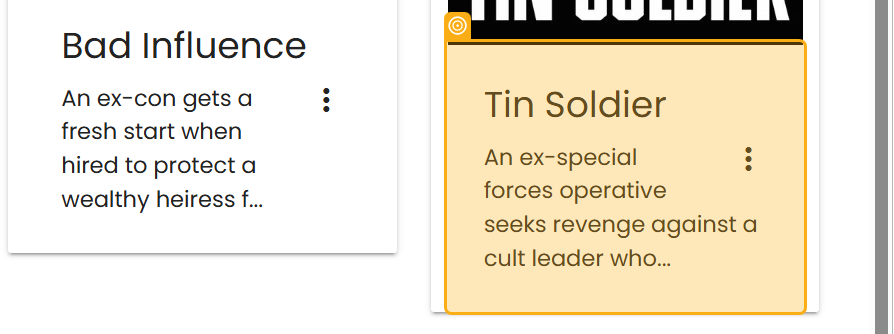 Bad Influence
An ex-con gets a
fresh start when
hired to protect a
wealthy heiress f...
TIN SOLDIER
Tin Soldier
An ex-special
forces operative
seeks revenge against a
cult leader who...